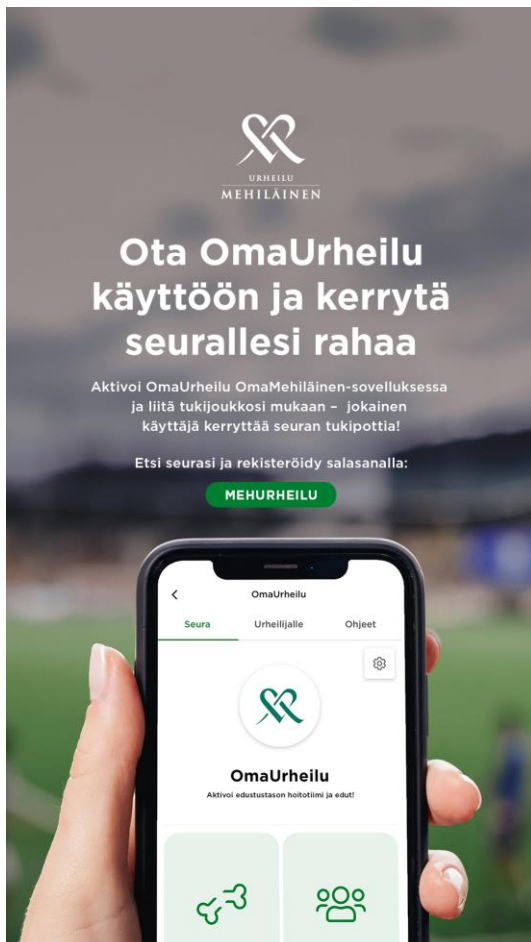 URHEILU
MEHILÄINEN
Ota OmaUrheilu
käyttöön ja kerrytä
seurallesi rahaa
Aktivoi OmaUrheilu OmaMehiläinen-sovelluksessa
ja liitä tukijoukkosi mukaan – jokainen
käyttäjä kerryttää seuran tukipottia!
Etsi seurasi ja rekisteröidy salasanalla:
MEHURHEILU
OmaUrheilu
Seura Urheilijalle Ohjeet
OmaUrheilu
Aktivoi edustustason hoitotiimi ja edut!